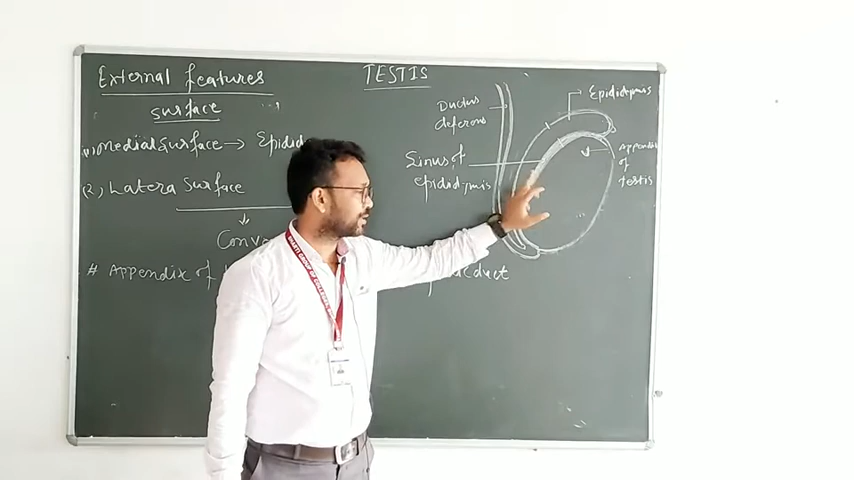 External features
surface
TESTIS
medial surface → Epidid
(2) Latera Surface
Conv
# Appendix of
duct
Ductus
deferens
Sinus of
epididymis
Epididymis
Appendix
of
testis